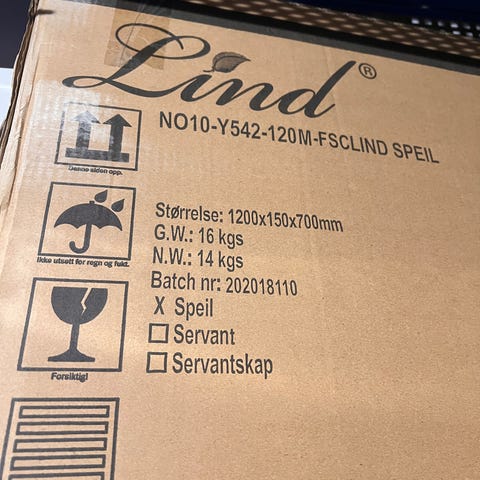 Lind®
NO10-Y542-120M-FSCLIND SPEIL
Denne siden opp.
Størrelse: 1200x150x700mm
G.W.: 16 kgs
N.W.: 14 kgs
Batch nr: 202018110
X Speil
Servant
Servantskap
Ikke utsett for regn og fukt.
Forsiktig!